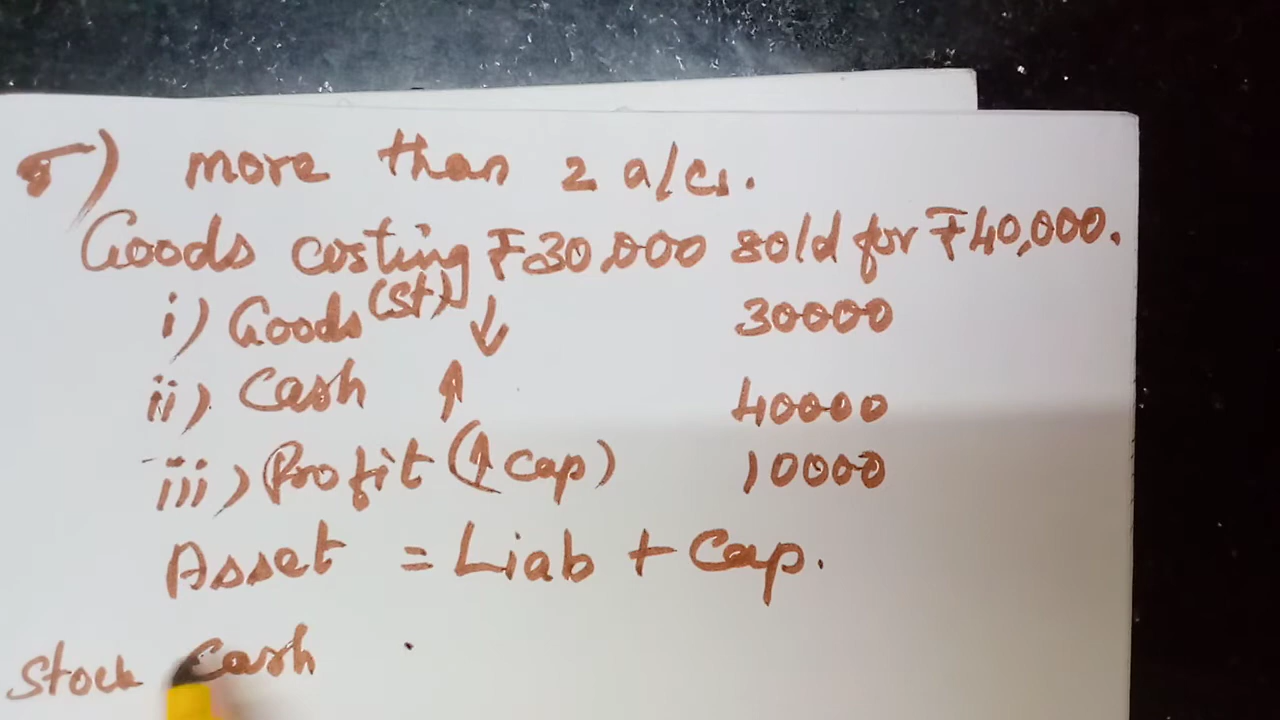 5) more than 2 a/cs.
Goods costing ₹30,000 sold for ₹40,000.
i) Goods (St) ↓ 30000
ii) Cash ↑ 40000
iii) Profit (↑ Cap) 10000
Asset = Liab + Cap.
Stock Cash